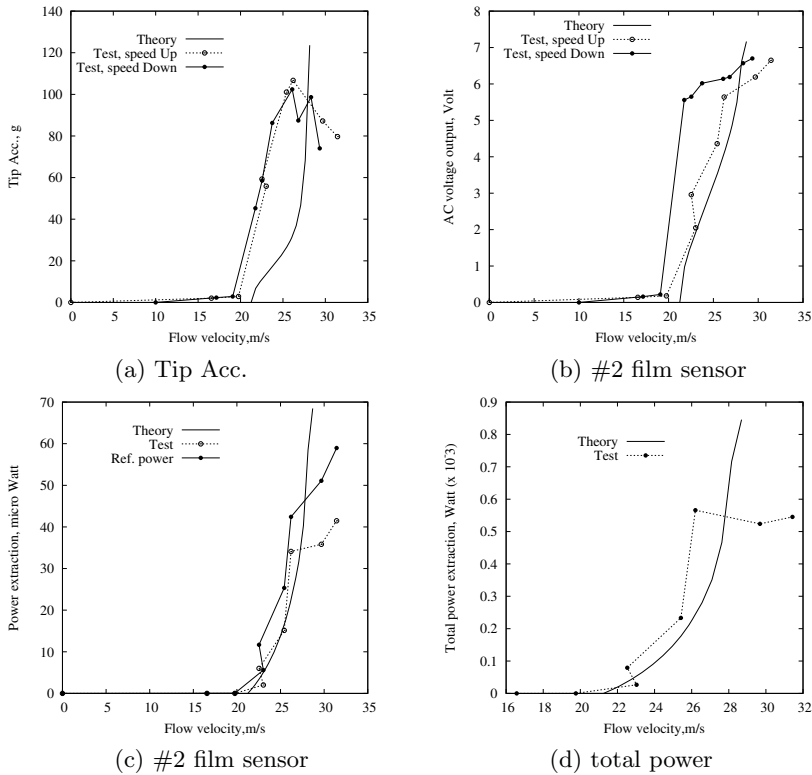 140
120
100
80
60
40
20
0
Tip Acc., g
Theory
Test, speed Up
Test, speed Down
0 5 10 15 20 25 30 35
Flow velocity,m/s
(a) Tip Acc.
8
7
6
5
4
3
2
1
0
AC voltage output, Volt
Theory
Test, speed Up
Test, speed Down
0 5 10 15 20 25 30 35
Flow velocity,m/s
(b) #2 film sensor
70
60
50
40
30
20
10
0
Power extraction, micro Watt
Theory
Test
Ref. power
0 5 10 15 20 25 30 35
Flow velocity,m/s
(c) #2 film sensor
0.9
0.8
0.7
0.6
0.5
0.4
0.3
0.2
0.1
0
Total power extraction, Watt (x 10ˆ-3)
Theory
Test
16 18 20 22 24 26 28 30 32
Flow velocity,m/s
(d) total power